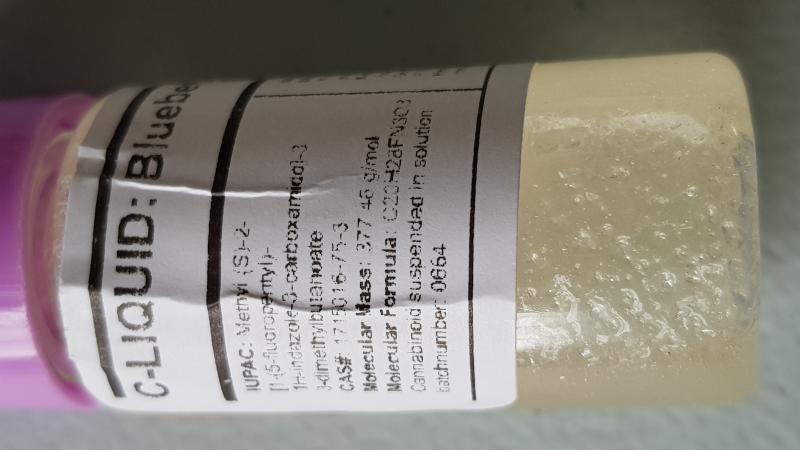 C-LIQUID: Bluebe
IUPAC: Methyl (S)-2-
[1-(5-fluoropentyl)-
1H-indazole-3-carboxamido]-3
3-dimethylbutanoate
CAS#: 1715016-75-3
Molecular Mass: 377.46 g/mol
Molecular Formula: C20H28FN3O3
Cannabinoid suspended in solution
batchnumber: 0664